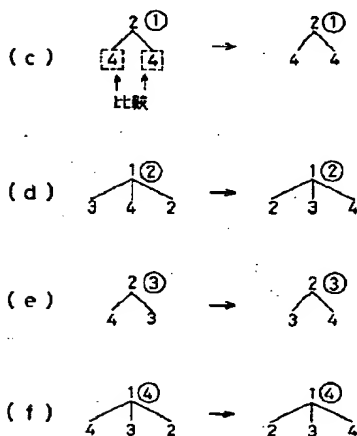 2①　2①
(c)　4　4　→　4　4
比較
1②　1②
(d)　3　4　2　→　2　3　4
2③　2③
(e)　4　3　→　3　4
1④　1④
(f)　4　3　2　→　2　3　4